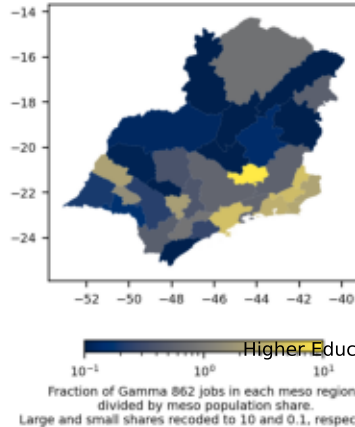 −14
−16
−18
−20
−22
−24
−52 −50 −48 −46 −44 −42 −40
Higher Educ
10⁻¹ 10⁰ 10¹
Fraction of Gamma 862 jobs in each meso region
divided by meso population share.
Large and small shares recoded to 10 and 0.1, respec